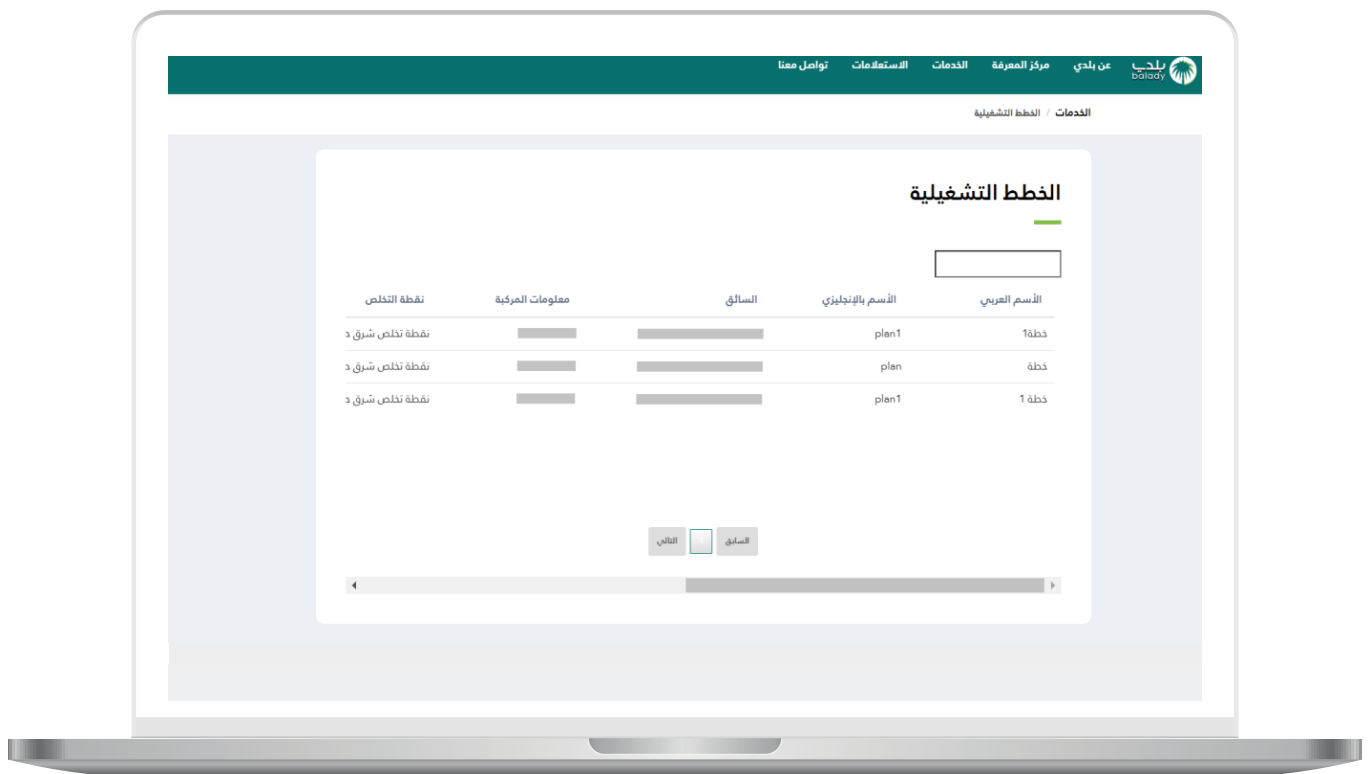 بلدي
balady
عن بلدي مركز المعرفة الخدمات الاستعلامات تواصل معنا
الخدمات / الخطط التشغيلية
الخطط التشغيلية
الأسم العربي الأسم بالإنجليزي السائق معلومات المركبة نقطة التخلص
خطة1 plan1 نقطة تخلص شرق
خطة plan نقطة تخلص شرق
خطة 1 plan1 نقطة تخلص شرق
السابق 1 التالي